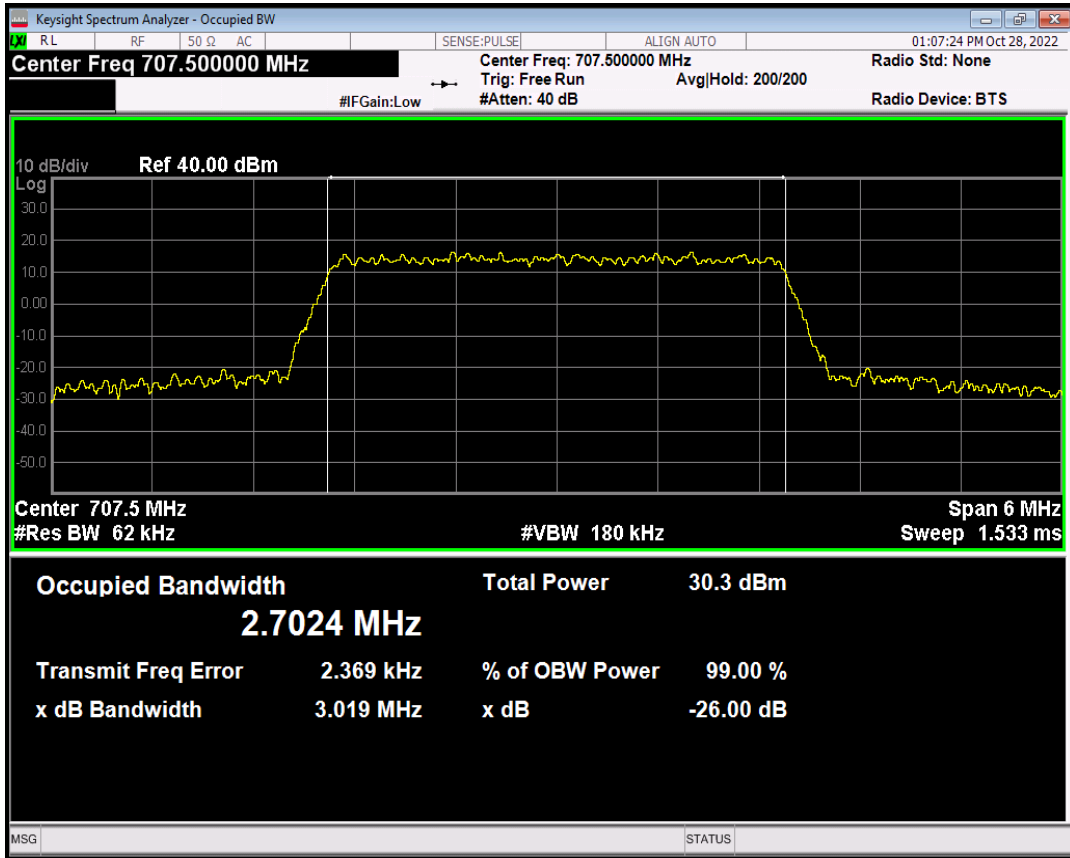 Keysight Spectrum Analyzer - Occupied BW
LXI RL RF 50 Ω AC SENSE:PULSE ALIGN AUTO 01:07:24 PM Oct 28, 2022
Center Freq 707.500000 MHz Center Freq: 707.500000 MHz Radio Std: None
Trig: Free Run Avg|Hold: 200/200
#IFGain:Low #Atten: 40 dB Radio Device: BTS
10 dB/div Ref 40.00 dBm
Log
30.0
20.0
10.0
0.00
-10.0
-20.0
-30.0
-40.0
-50.0
Center 707.5 MHz Span 6 MHz
#Res BW 62 kHz #VBW 180 kHz Sweep 1.533 ms
Occupied Bandwidth Total Power 30.3 dBm
2.7024 MHz
Transmit Freq Error 2.369 kHz % of OBW Power 99.00 %
x dB Bandwidth 3.019 MHz x dB -26.00 dB
MSG STATUS